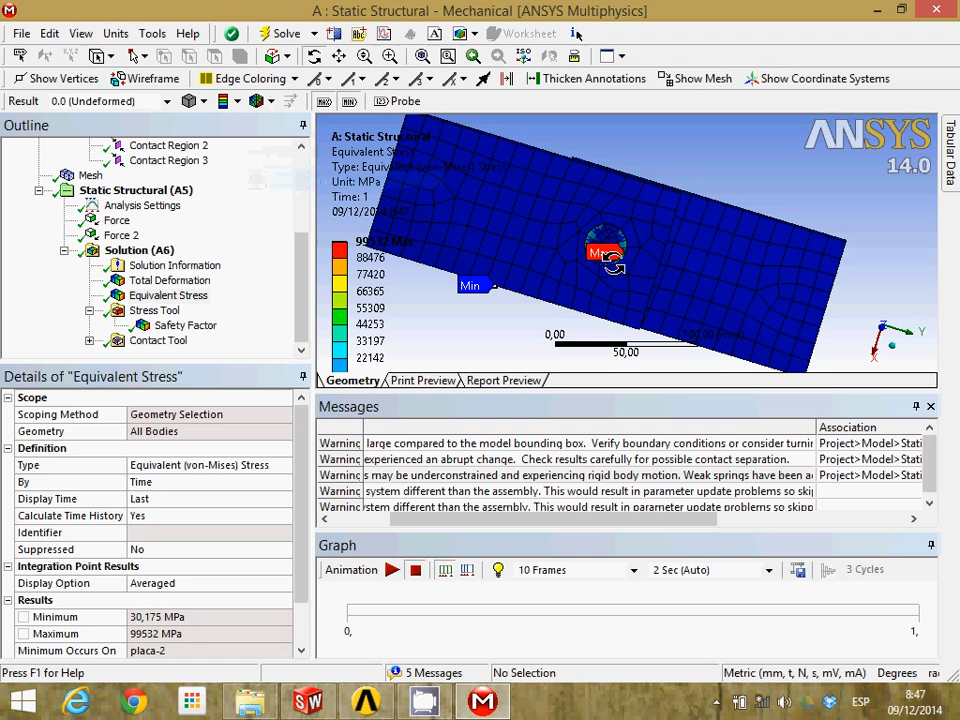 A : Static Structural - Mechanical [ANSYS Multiphysics]
File Edit View Units Tools Help Solve Worksheet
Show Vertices Wireframe Edge Coloring Thicken Annotations Show Mesh Show Coordinate Systems
Result 0.0 (Undeformed) MAX MIN Probe
Outline
Contact Region 2
Contact Region 3
Mesh
Static Structural (A5)
Analysis Settings
Force
Force 2
Solution (A6)
Solution Information
Total Deformation
Equivalent Stress
Stress Tool
Safety Factor
Contact Tool
A: Static Structural
Equivalent Stress
Unit: MPa
Time: 1
99532 Max
88476
77420
66365
55309
44253
33197
22142
Min
0,00
50,00
ANSYS
14.0
Y
X
Tabular Data
Geometry Print Preview Report Preview
Details of "Equivalent Stress"
Scope
Scoping Method Geometry Selection
Geometry All Bodies
Definition
Type Equivalent (von-Mises) Stress
By Time
Display Time Last
Calculate Time History Yes
Identifier
Suppressed No
Integration Point Results
Display Option Averaged
Results
Minimum 30,175 MPa
Maximum 99532 MPa
Minimum Occurs On placa-2
Messages
Association
Warning large compared to the model bounding box. Verify boundary conditions or consider turnin Project>Model>Stati
Warning experienced an abrupt change. Check results carefully for possible contact separation. Project>Model>Stati
Warning s may be underconstrained and experiencing rigid body motion. Weak springs have been a Project>Model>Stati
Warning system different than the assembly. This would result in parameter update problems so skipp
Warning stem different than the assembly. This would result in parameter update problems so skipp
Graph
Animation 10 Frames 2 Sec (Auto) 3 Cycles
0,
1,
Press F1 for Help 5 Messages No Selection Metric (mm, t, N, s, mV, mA) Degrees ra
ESP
8:47
09/12/2014